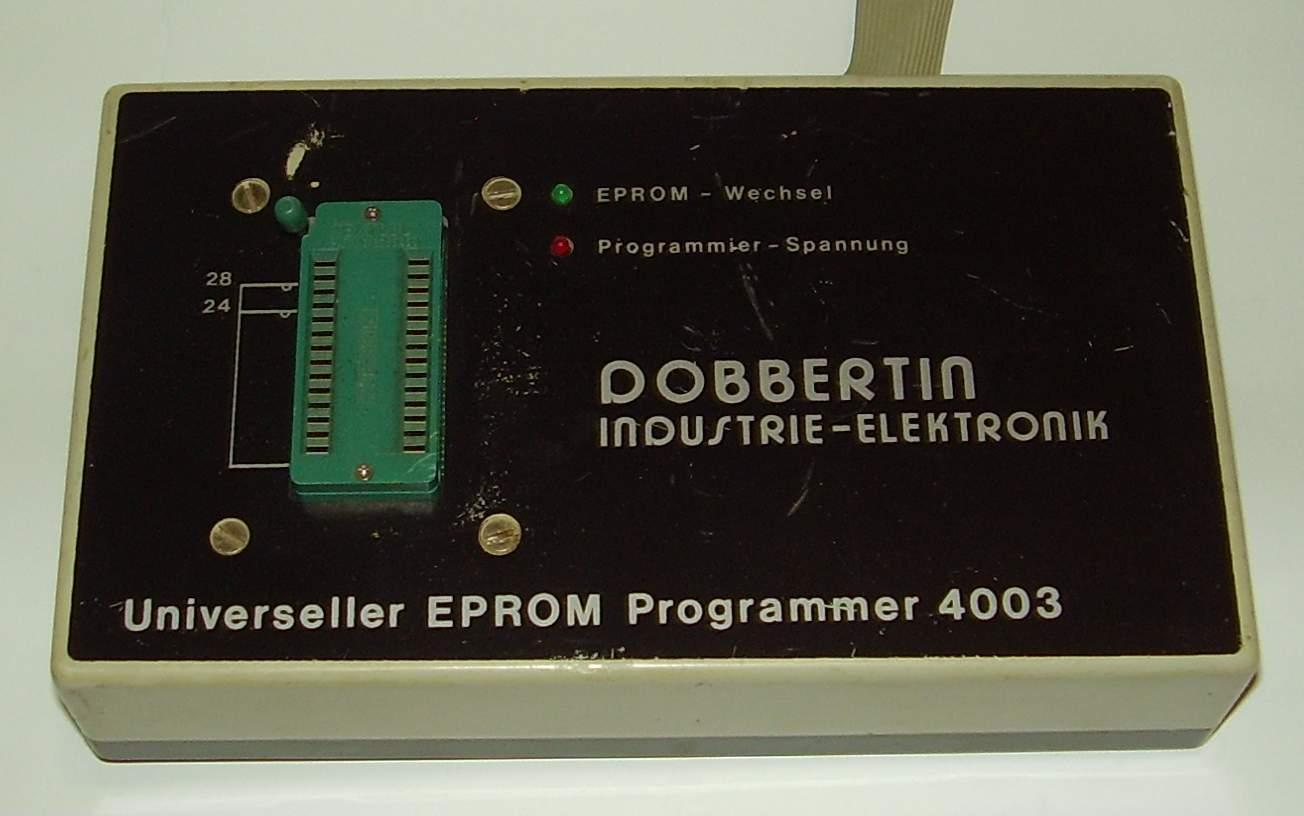 EPROM - Wechsel
Programmier - Spannung
28
24
DOBBERTIN
INDUSTRIE-ELEKTRONIK
Universeller EPROM Programmer 4003